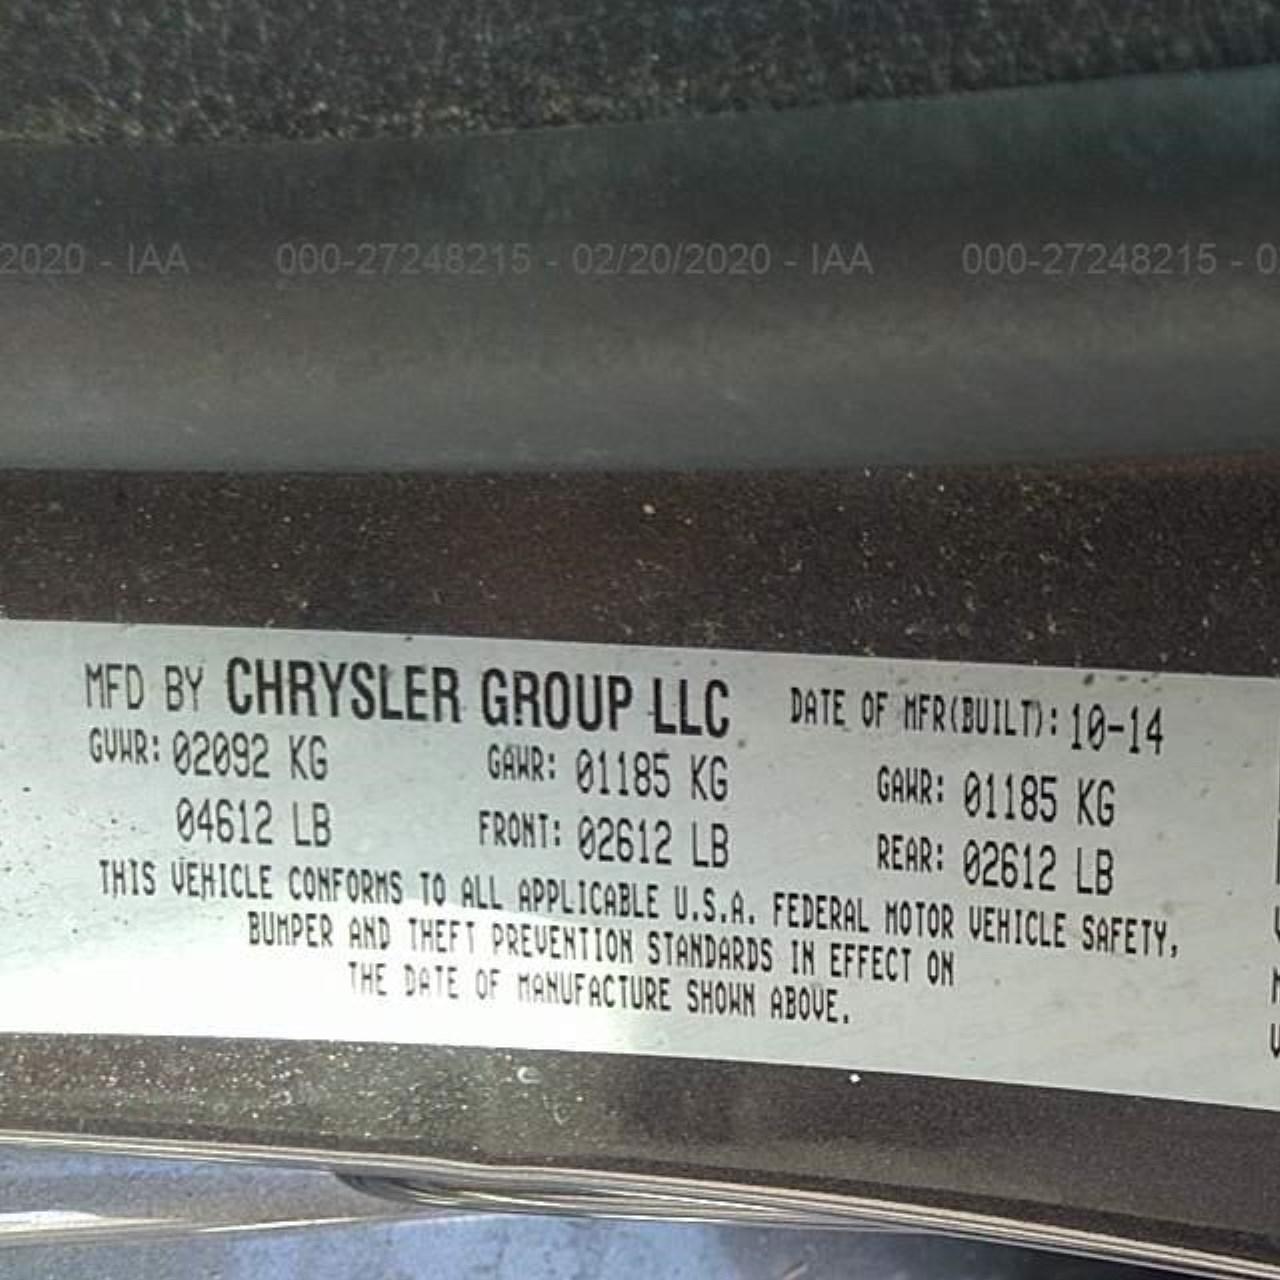 2020 - IAA 000-27248215 - 02/20/2020 - IAA 000-27248215 - 0
MFD BY CHRYSLER GROUP LLC DATE OF MFR(BUILT): 10-14
GVWR: 02092 KG GAWR: 01185 KG GAWR: 01185 KG
04612 LB FRONT: 02612 LB REAR: 02612 LB
THIS VEHICLE CONFORMS TO ALL APPLICABLE U.S.A. FEDERAL MOTOR VEHICLE SAFETY,
BUMPER AND THEFT PREVENTION STANDARDS IN EFFECT ON
THE DATE OF MANUFACTURE SHOWN ABOVE.